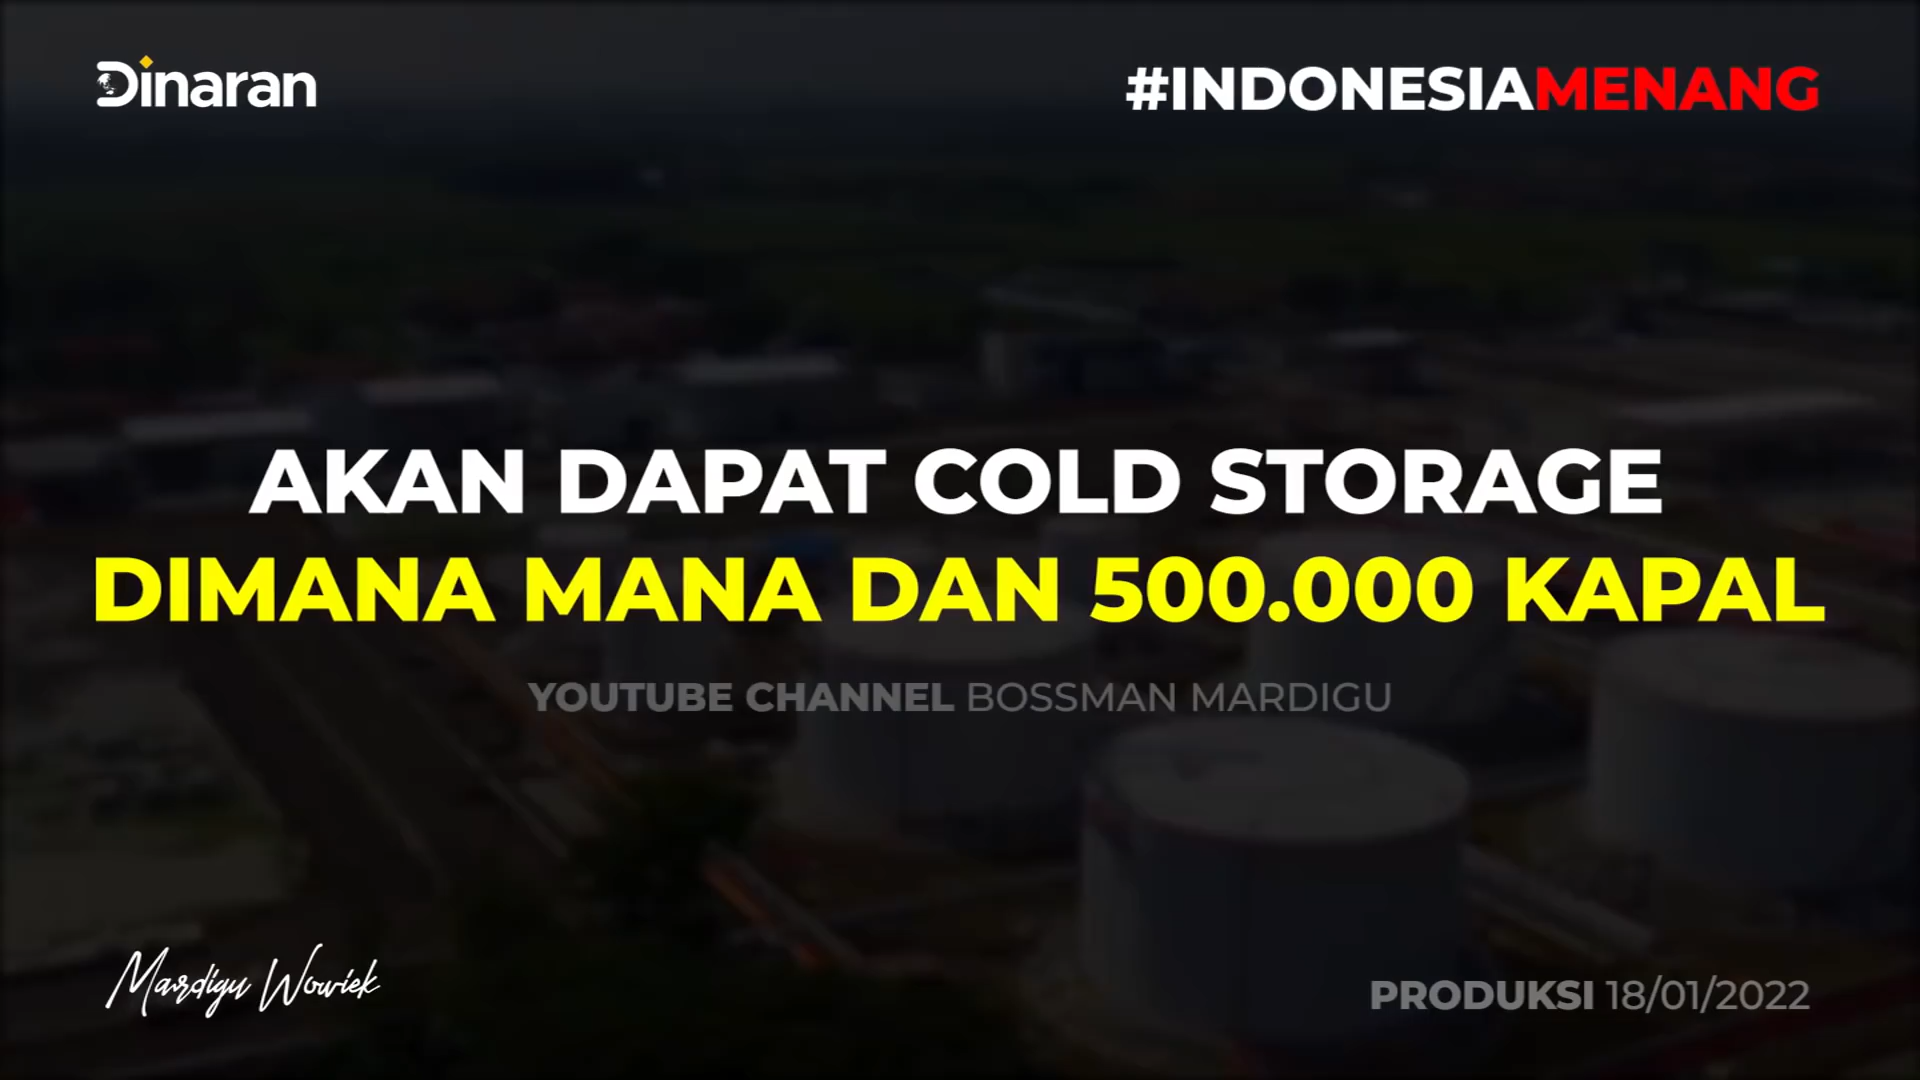 Dinaran
#INDONESIAMENANG
AKAN DAPAT COLD STORAGE
DIMANA MANA DAN 500.000 KAPAL
YOUTUBE CHANNEL BOSSMAN MARDIGU
Mardigu Wowiek
PRODUKSI 18/01/2022